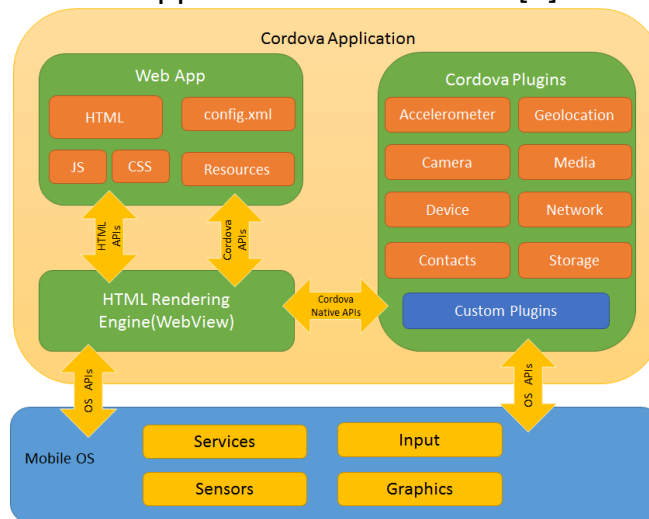 Cordova Application
Web App
HTML
config.xml
JS
CSS
Resources
HTML
APIs
Cordova
APIs
HTML Rendering
Engine(WebView)
Cordova
Native APIs
Cordova Plugins
Accelerometer
Geolocation
Camera
Media
Device
Network
Contacts
Storage
Custom Plugins
OS APIs
OS APIs
Mobile OS
Services
Input
Sensors
Graphics